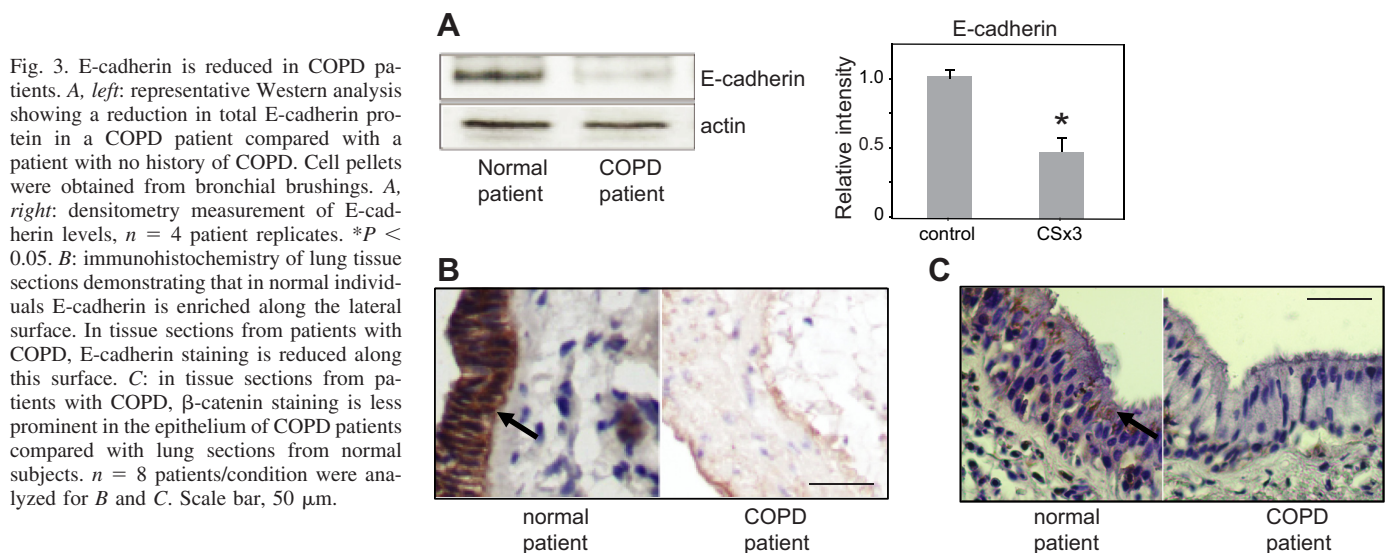 Fig. 3. E-cadherin is reduced in COPD pa-
tients. A, left: representative Western analysis
showing a reduction in total E-cadherin pro-
tein in a COPD patient compared with a
patient with no history of COPD. Cell pellets
were obtained from bronchial brushings. A,
right: densitometry measurement of E-cad-
herin levels, n = 4 patient replicates. *P <
0.05. B: immunohistochemistry of lung tissue
sections demonstrating that in normal individ-
uals E-cadherin is enriched along the lateral
surface. In tissue sections from patients with
COPD, E-cadherin staining is reduced along
this surface. C: in tissue sections from pa-
tients with COPD, β-catenin staining is less
prominent in the epithelium of COPD patients
compared with lung sections from normal
subjects. n = 8 patients/condition were ana-
lyzed for B and C. Scale bar, 50 μm.
A
E-cadherin
actin
Normal
patient
COPD
patient
E-cadherin
Relative intensity
1.0
0.5
0
*
control
CSx3
B
normal
patient
COPD
patient
C
normal
patient
COPD
patient